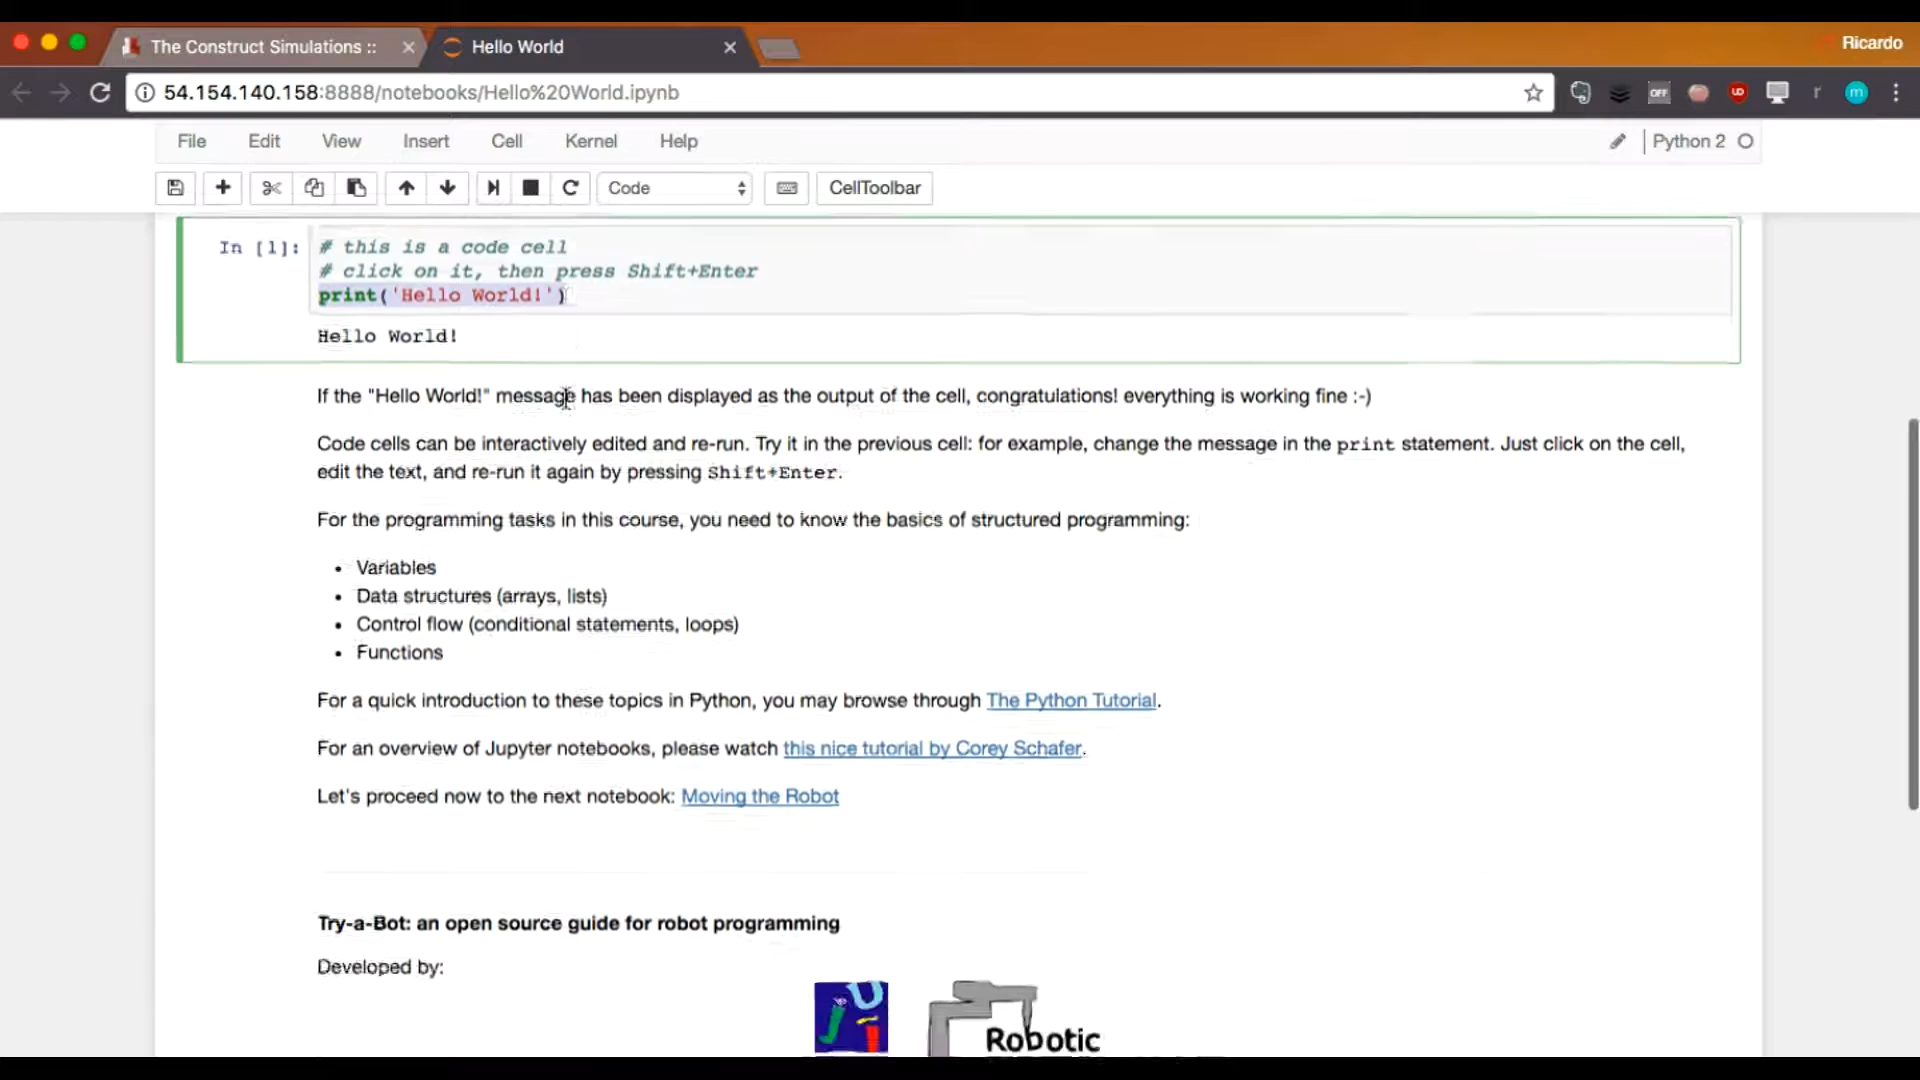 The Construct Simulations ::
Hello World
Ricardo
54.154.140.158:8888/notebooks/Hello%20World.ipynb
OFF
UD
r
m
File Edit View Insert Cell Kernel Help
Python 2
Code
CellToolbar
In [1]:
# this is a code cell
# click on it, then press Shift+Enter
print('Hello World!')
Hello World!
If the "Hello World!" message has been displayed as the output of the cell, congratulations! everything is working fine :-)
Code cells can be interactively edited and re-run. Try it in the previous cell: for example, change the message in the print statement. Just click on the cell,
edit the text, and re-run it again by pressing Shift+Enter.
For the programming tasks in this course, you need to know the basics of structured programming:
• Variables
• Data structures (arrays, lists)
• Control flow (conditional statements, loops)
• Functions
For a quick introduction to these topics in Python, you may browse through The Python Tutorial.
For an overview of Jupyter notebooks, please watch this nice tutorial by Corey Schafer.
Let's proceed now to the next notebook: Moving the Robot
Try-a-Bot: an open source guide for robot programming
Developed by:
UJI
Robotic